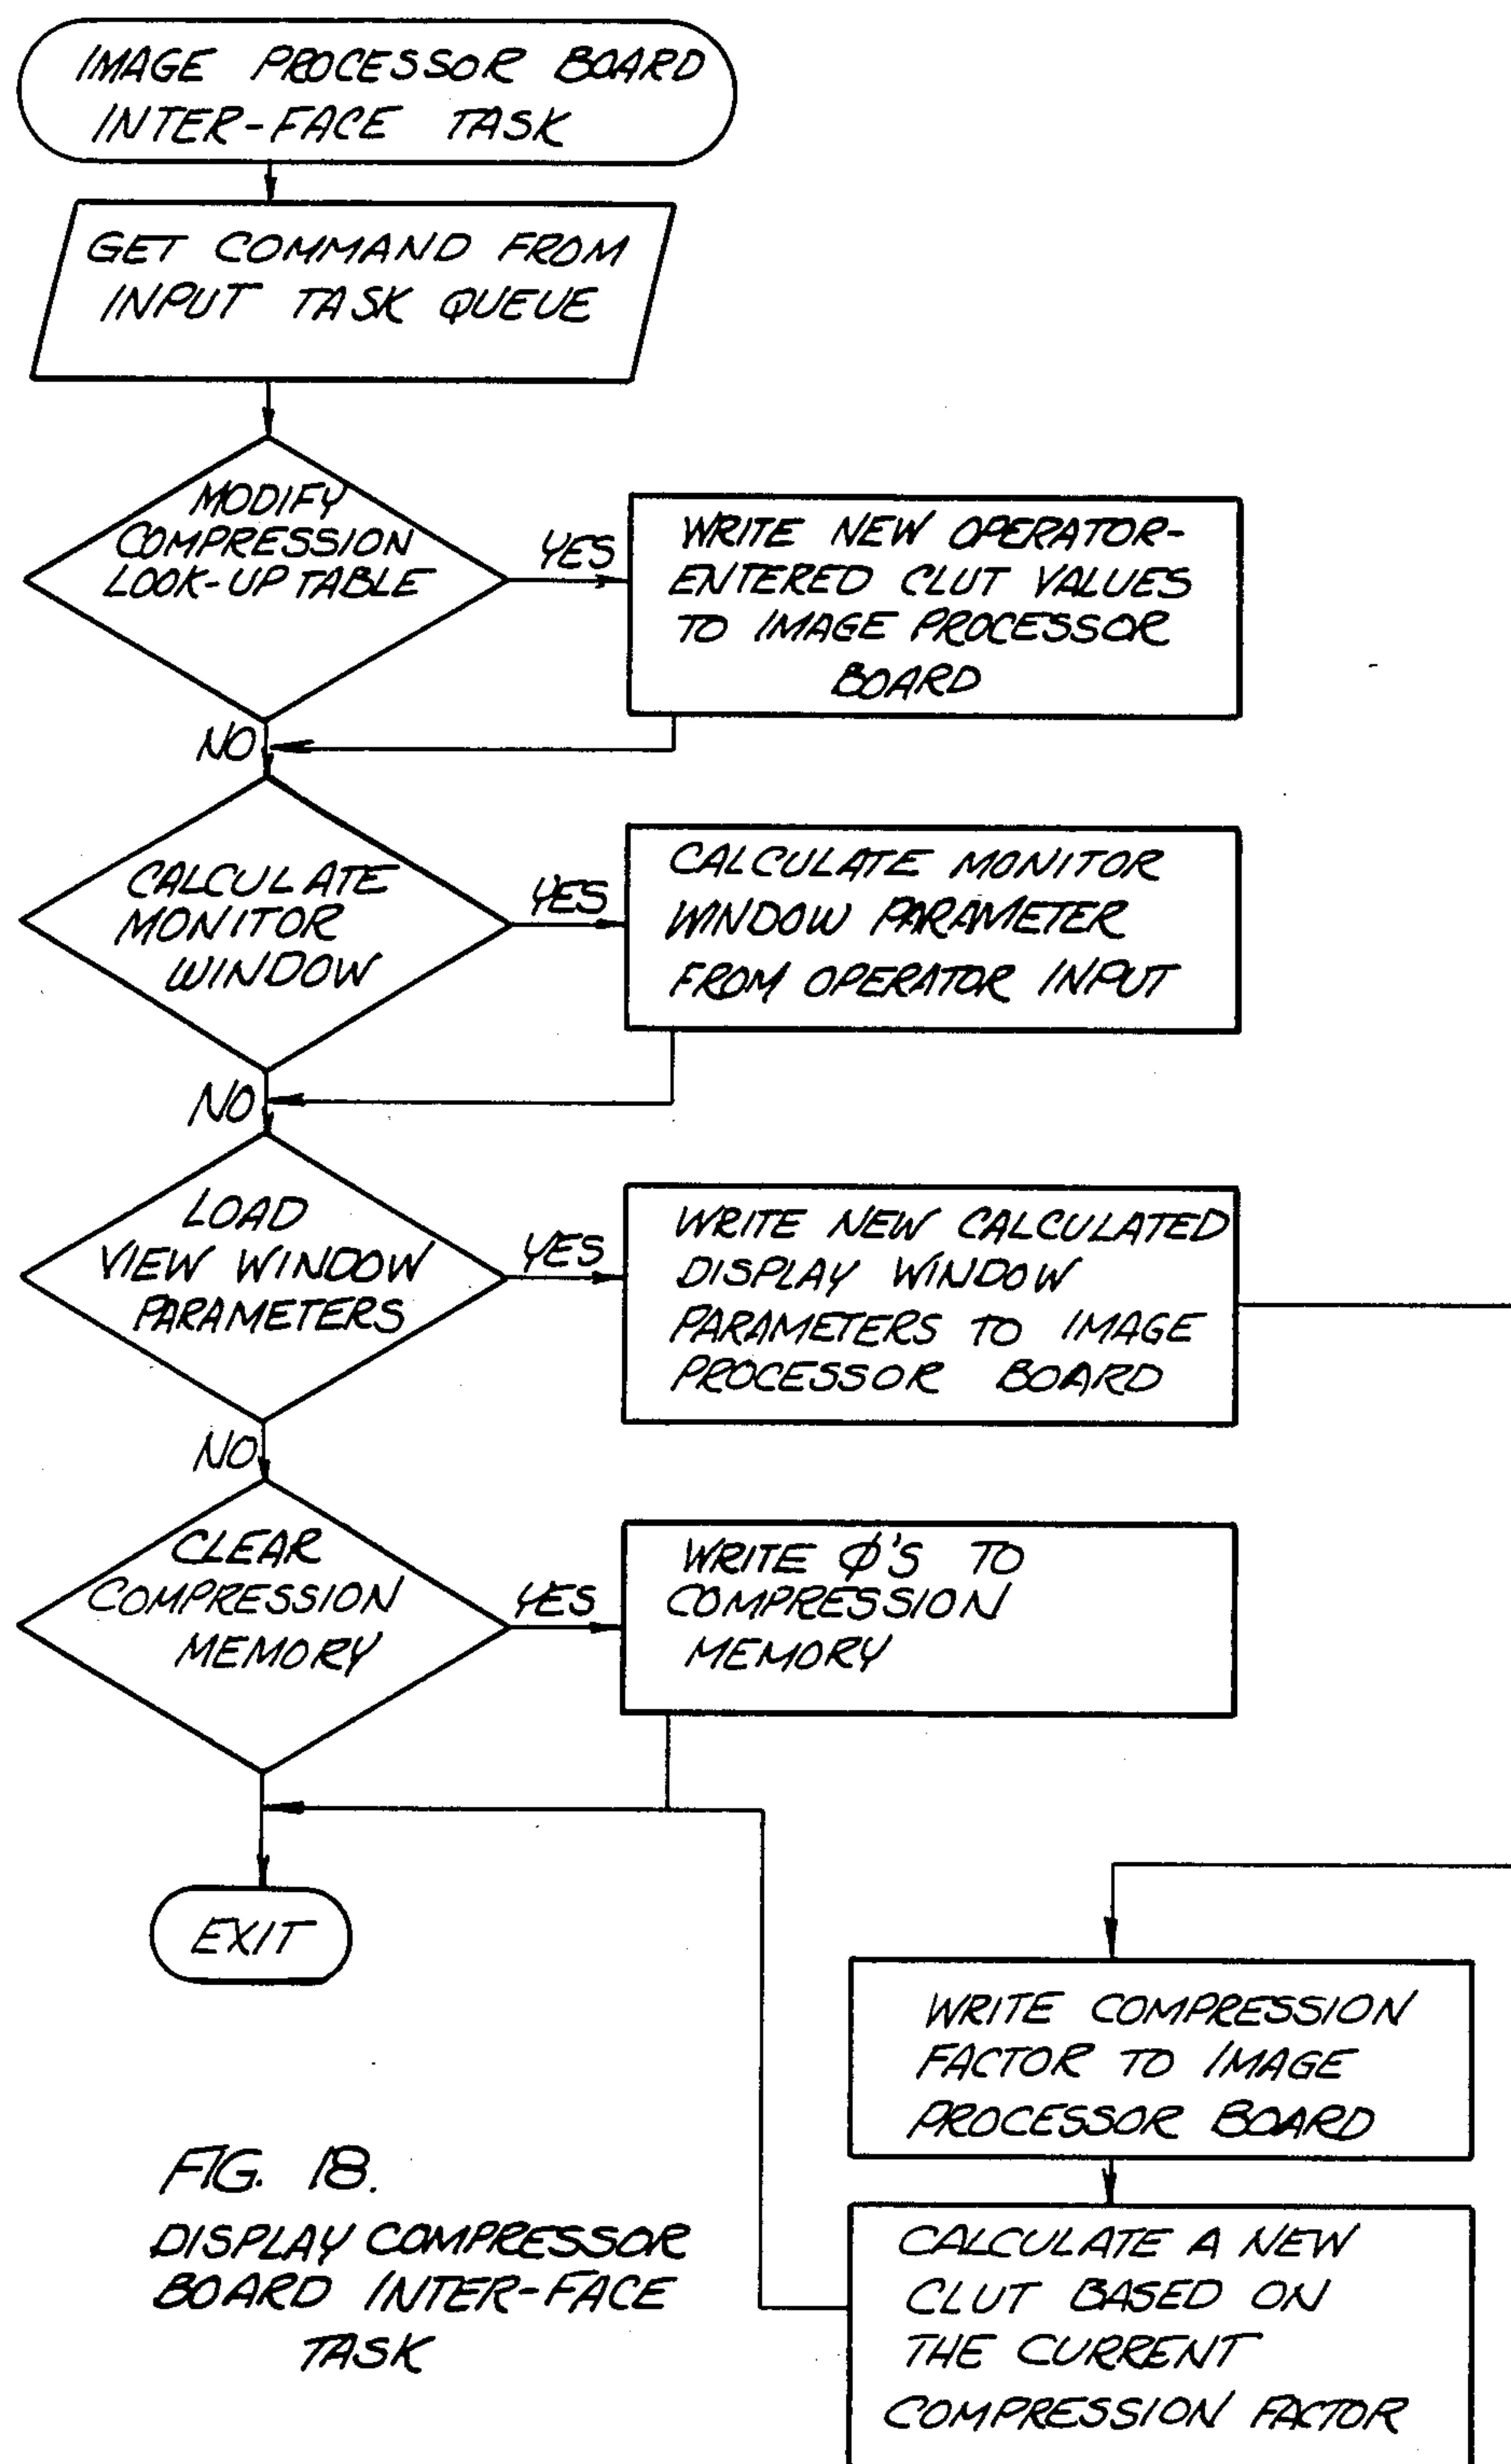 IMAGE PROCESSOR BOARD
INTER-FACE TASK
GET COMMAND FROM
INPUT TASK QUEUE
MODIFY
COMPRESSION
LOOK-UP TABLE
YES
WRITE NEW OPERATOR-
ENTERED CLUT VALUES
TO IMAGE PROCESSOR
BOARD
NO
CALCULATE
MONITOR
WINDOW
YES
CALCULATE MONITOR
WINDOW PARAMETER
FROM OPERATOR INPUT
NO
LOAD
VIEW WINDOW
PARAMETERS
YES
WRITE NEW CALCULATED
DISPLAY WINDOW
PARAMETERS TO IMAGE
PROCESSOR BOARD
NO
CLEAR
COMPRESSION
MEMORY
YES
WRITE Ø'S TO
COMPRESSION
MEMORY
EXIT
WRITE COMPRESSION
FACTOR TO IMAGE
PROCESSOR BOARD
CALCULATE A NEW
CLUT BASED ON
THE CURRENT
COMPRESSION FACTOR
FIG. 18.
DISPLAY COMPRESSOR
BOARD INTER-FACE
TASK